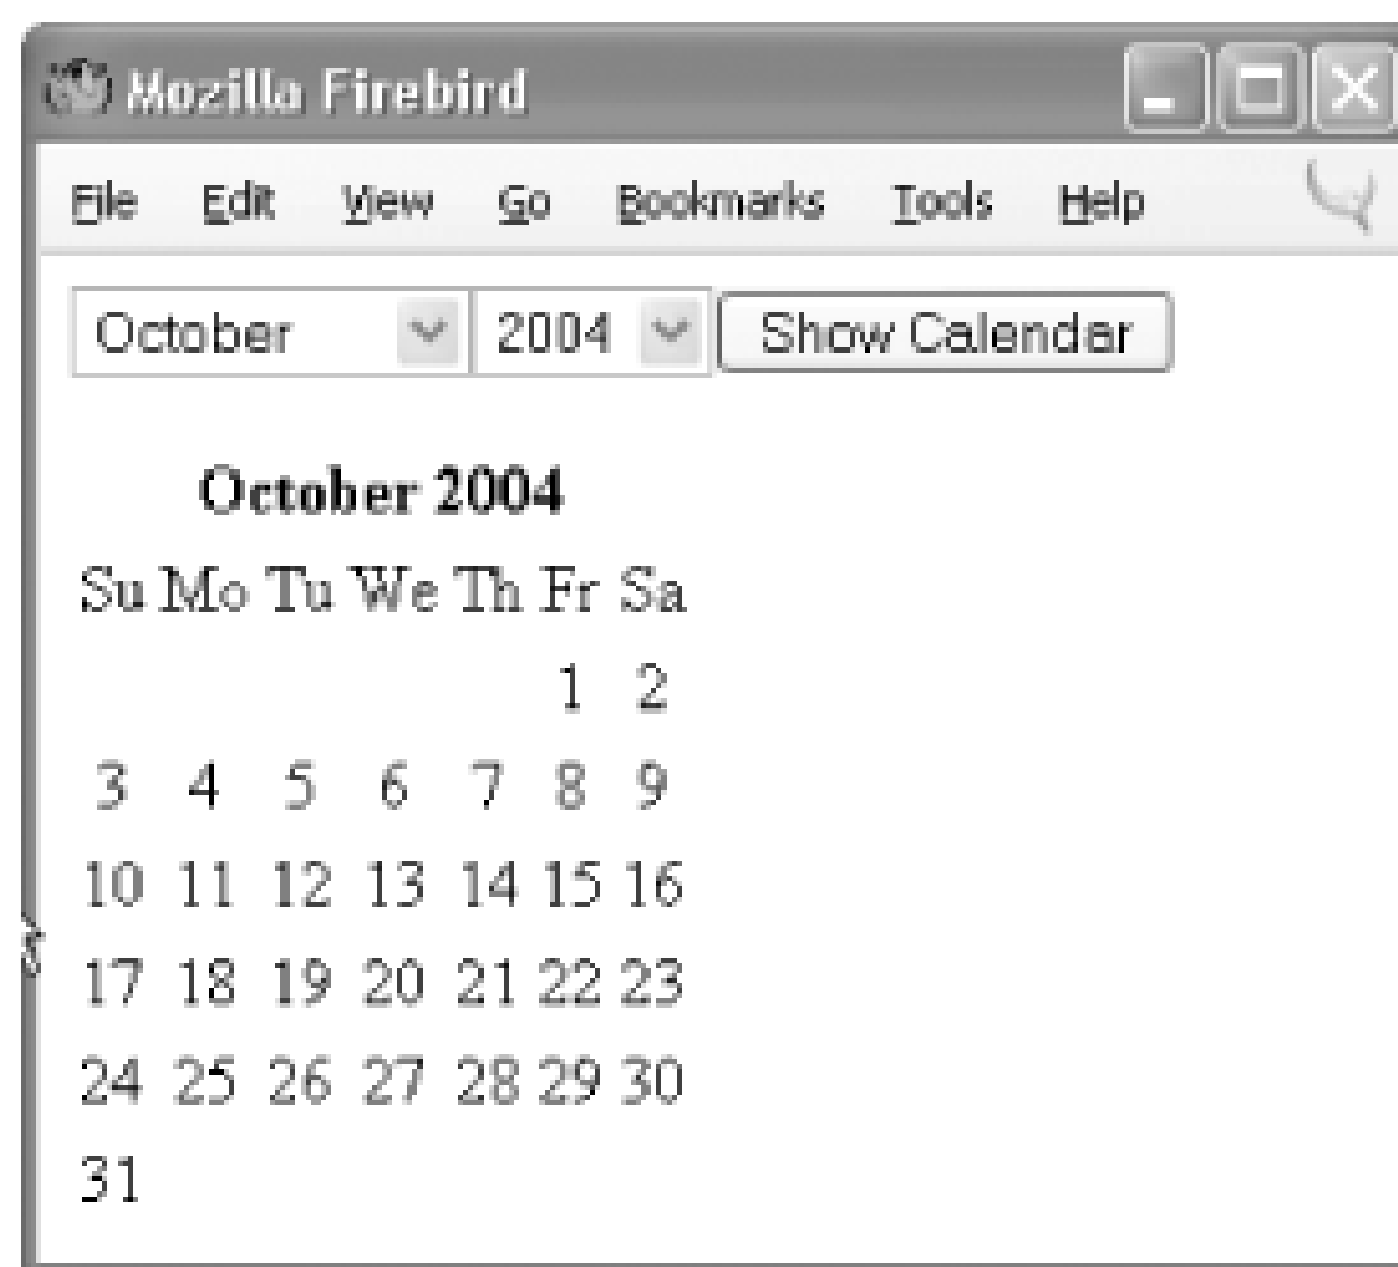 Mozilla Firebird
File Edit View Go Bookmarks Tools Help
October 2004 Show Calendar
October 2004
Su Mo Tu We Th Fr Sa
1 2
3 4 5 6 7 8 9
10 11 12 13 14 15 16
17 18 19 20 21 22 23
24 25 26 27 28 29 30
31